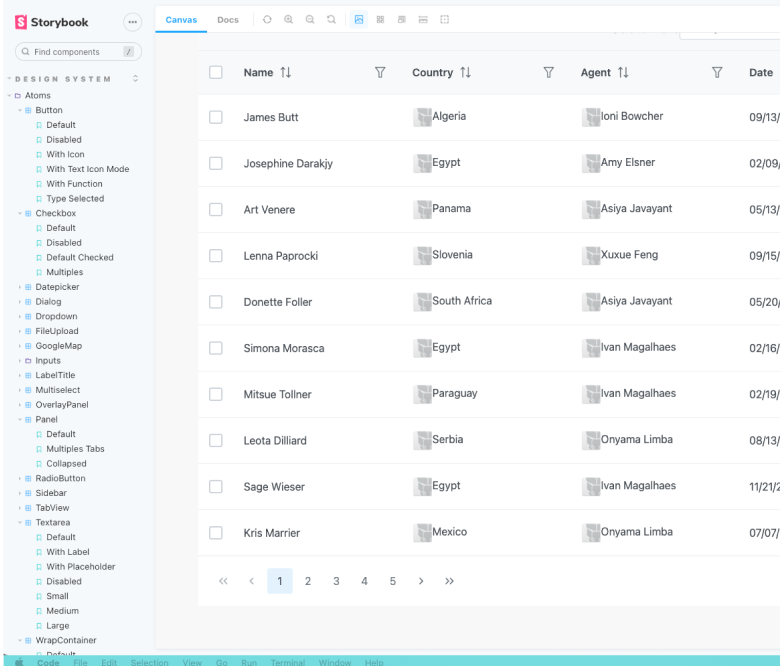 Storybook
Canvas Docs
Find components /
DESIGN SYSTEM
Atoms
Button
Default
Disabled
With Icon
With Text Icon Mode
With Function
Type Selected
Checkbox
Default
Disabled
Default Checked
Multiples
Datepicker
Dialog
Dropdown
FileUpload
GoogleMap
Inputs
LabelTitle
Multiselect
OverlayPanel
Panel
Default
Multiples Tabs
Collapsed
RadioButton
Sidebar
TabView
Textarea
Default
With Label
With Placeholder
Disabled
Small
Medium
Large
WrapContainer
Default
Name Country Agent Date
James Butt Algeria Ioni Bowcher 09/13/
Josephine Darakjy Egypt Amy Elsner 02/09/
Art Venere Panama Asiya Javayant 05/13/
Lenna Paprocki Slovenia Xuxue Feng 09/15/
Donette Foller South Africa Asiya Javayant 05/20/
Simona Morasca Egypt Ivan Magalhaes 02/16/
Mitsue Tollner Paraguay Ivan Magalhaes 02/19/
Leota Dilliard Serbia Onyama Limba 08/13/
Sage Wieser Egypt Ivan Magalhaes 11/21/2
Kris Marrier Mexico Onyama Limba 07/07/
« ‹ 1 2 3 4 5 › »
Code File Edit Selection View Go Run Terminal Window Help